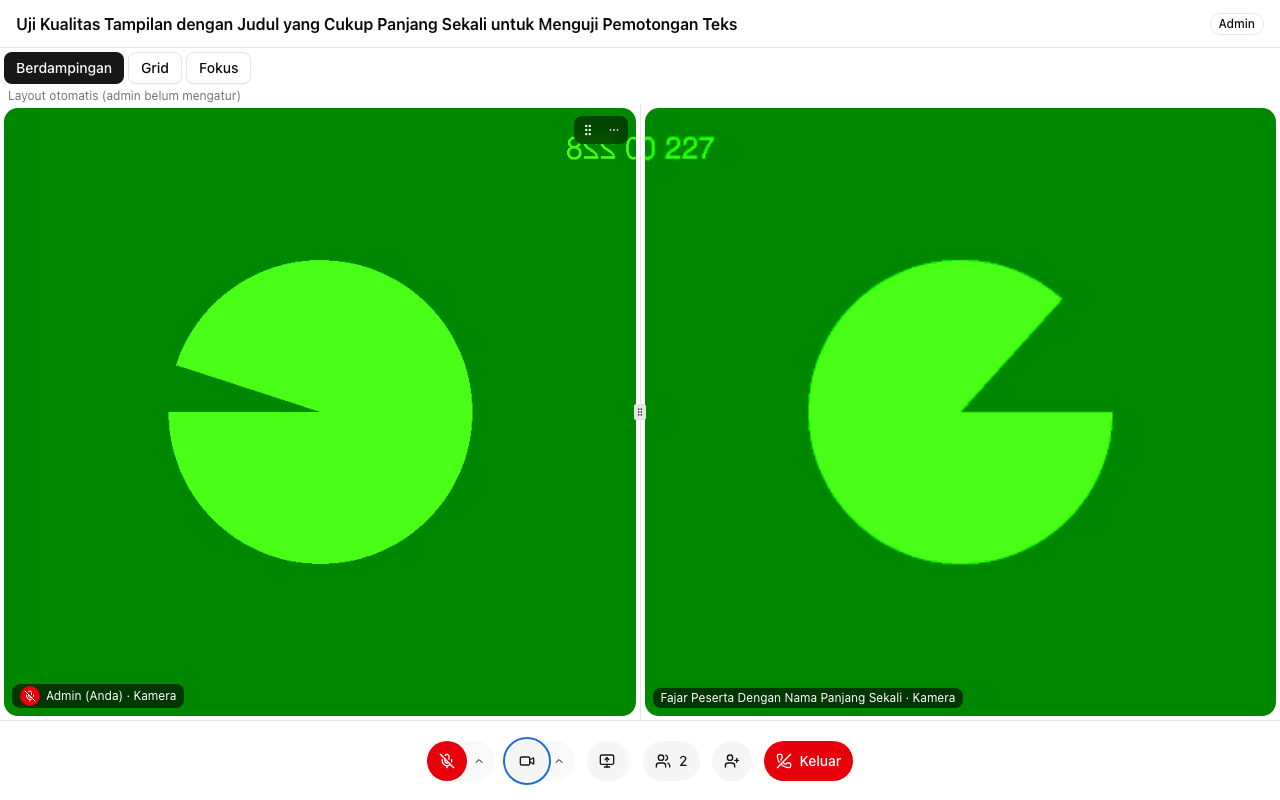 Uji Kualitas Tampilan dengan Judul yang Cukup Panjang Sekali untuk Menguji Pemotongan Teks
Admin
Berdampingan
Grid
Fokus
Layout otomatis (admin belum mengatur)
227
Admin (Anda) · Kamera
Fajar Peserta Dengan Nama Panjang Sekali · Kamera
2
Keluar